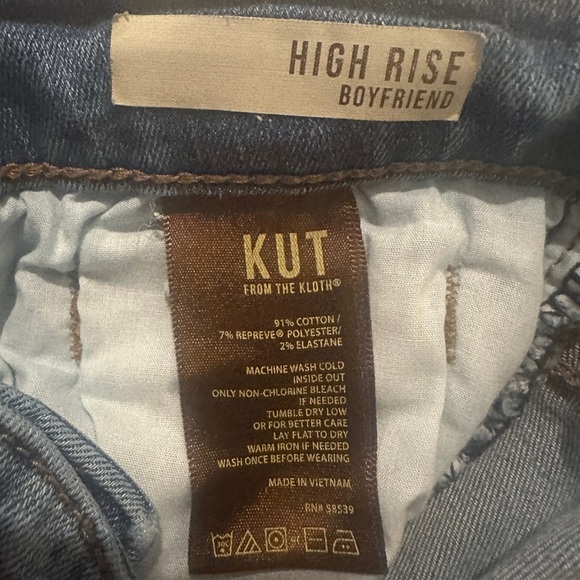 HIGH RISE
BOYFRIEND
KUT
FROM THE KLOTH®
91% COTTON /
7% REPREVE® POLYESTER/
2% ELASTANE
MACHINE WASH COLD
INSIDE OUT
ONLY NON-CHLORINE BLEACH
IF NEEDED
TUMBLE DRY LOW
OR FOR BETTER CARE
LAY FLAT TO DRY
WARM IRON IF NEEDED
WASH ONCE BEFORE WEARING
MADE IN VIETNAM
RN# 58539
30C or